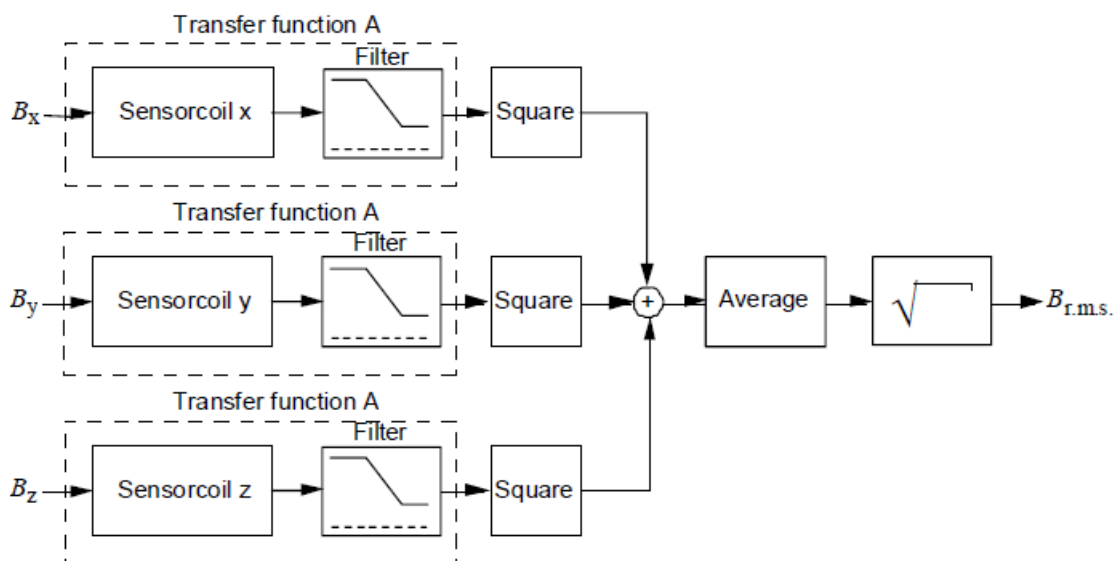 Transfer function A
Filter
Bx
Sensorcoil x
Square
Transfer function A
Filter
By
Sensorcoil y
Square
+
Average
√
Br.m.s.
Transfer function A
Filter
Bz
Sensorcoil z
Square